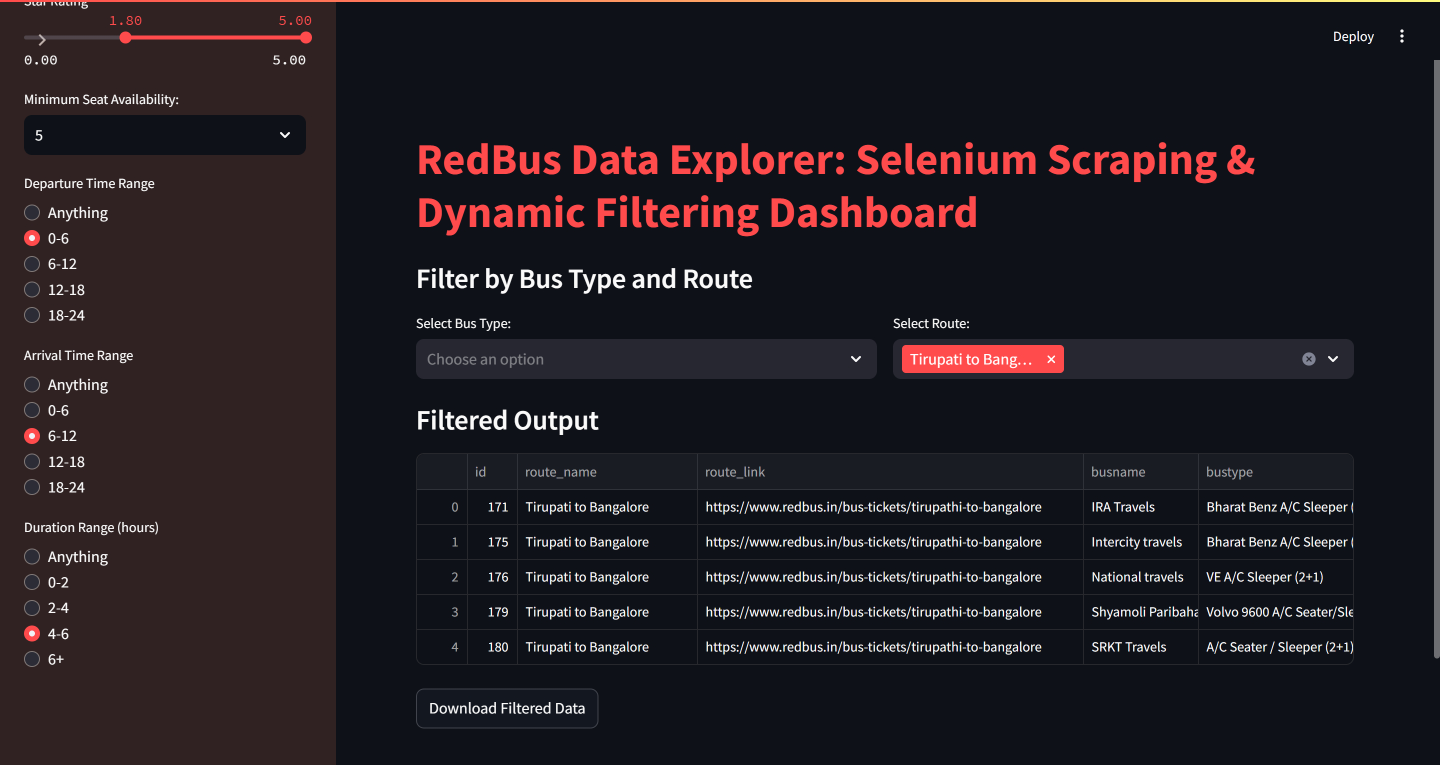 Star Rating
1.80 5.00
0.00 5.00
Minimum Seat Availability:
5
Departure Time Range
Anything
0-6
6-12
12-18
18-24
Arrival Time Range
Anything
0-6
6-12
12-18
18-24
Duration Range (hours)
Anything
0-2
2-4
4-6
6+
Deploy
RedBus Data Explorer: Selenium Scraping &
Dynamic Filtering Dashboard
Filter by Bus Type and Route
Select Bus Type: Select Route:
Choose an option Tirupati to Bang...
Filtered Output
id route_name route_link busname bustype
0 171 Tirupati to Bangalore https://www.redbus.in/bus-tickets/tirupathi-to-bangalore IRA Travels Bharat Benz A/C Sleeper (
1 175 Tirupati to Bangalore https://www.redbus.in/bus-tickets/tirupathi-to-bangalore Intercity travels Bharat Benz A/C Sleeper (
2 176 Tirupati to Bangalore https://www.redbus.in/bus-tickets/tirupathi-to-bangalore National travels VE A/C Sleeper (2+1)
3 179 Tirupati to Bangalore https://www.redbus.in/bus-tickets/tirupathi-to-bangalore Shyamoli Paribaha Volvo 9600 A/C Seater/Sle
4 180 Tirupati to Bangalore https://www.redbus.in/bus-tickets/tirupathi-to-bangalore SRKT Travels A/C Seater / Sleeper (2+1)
Download Filtered Data